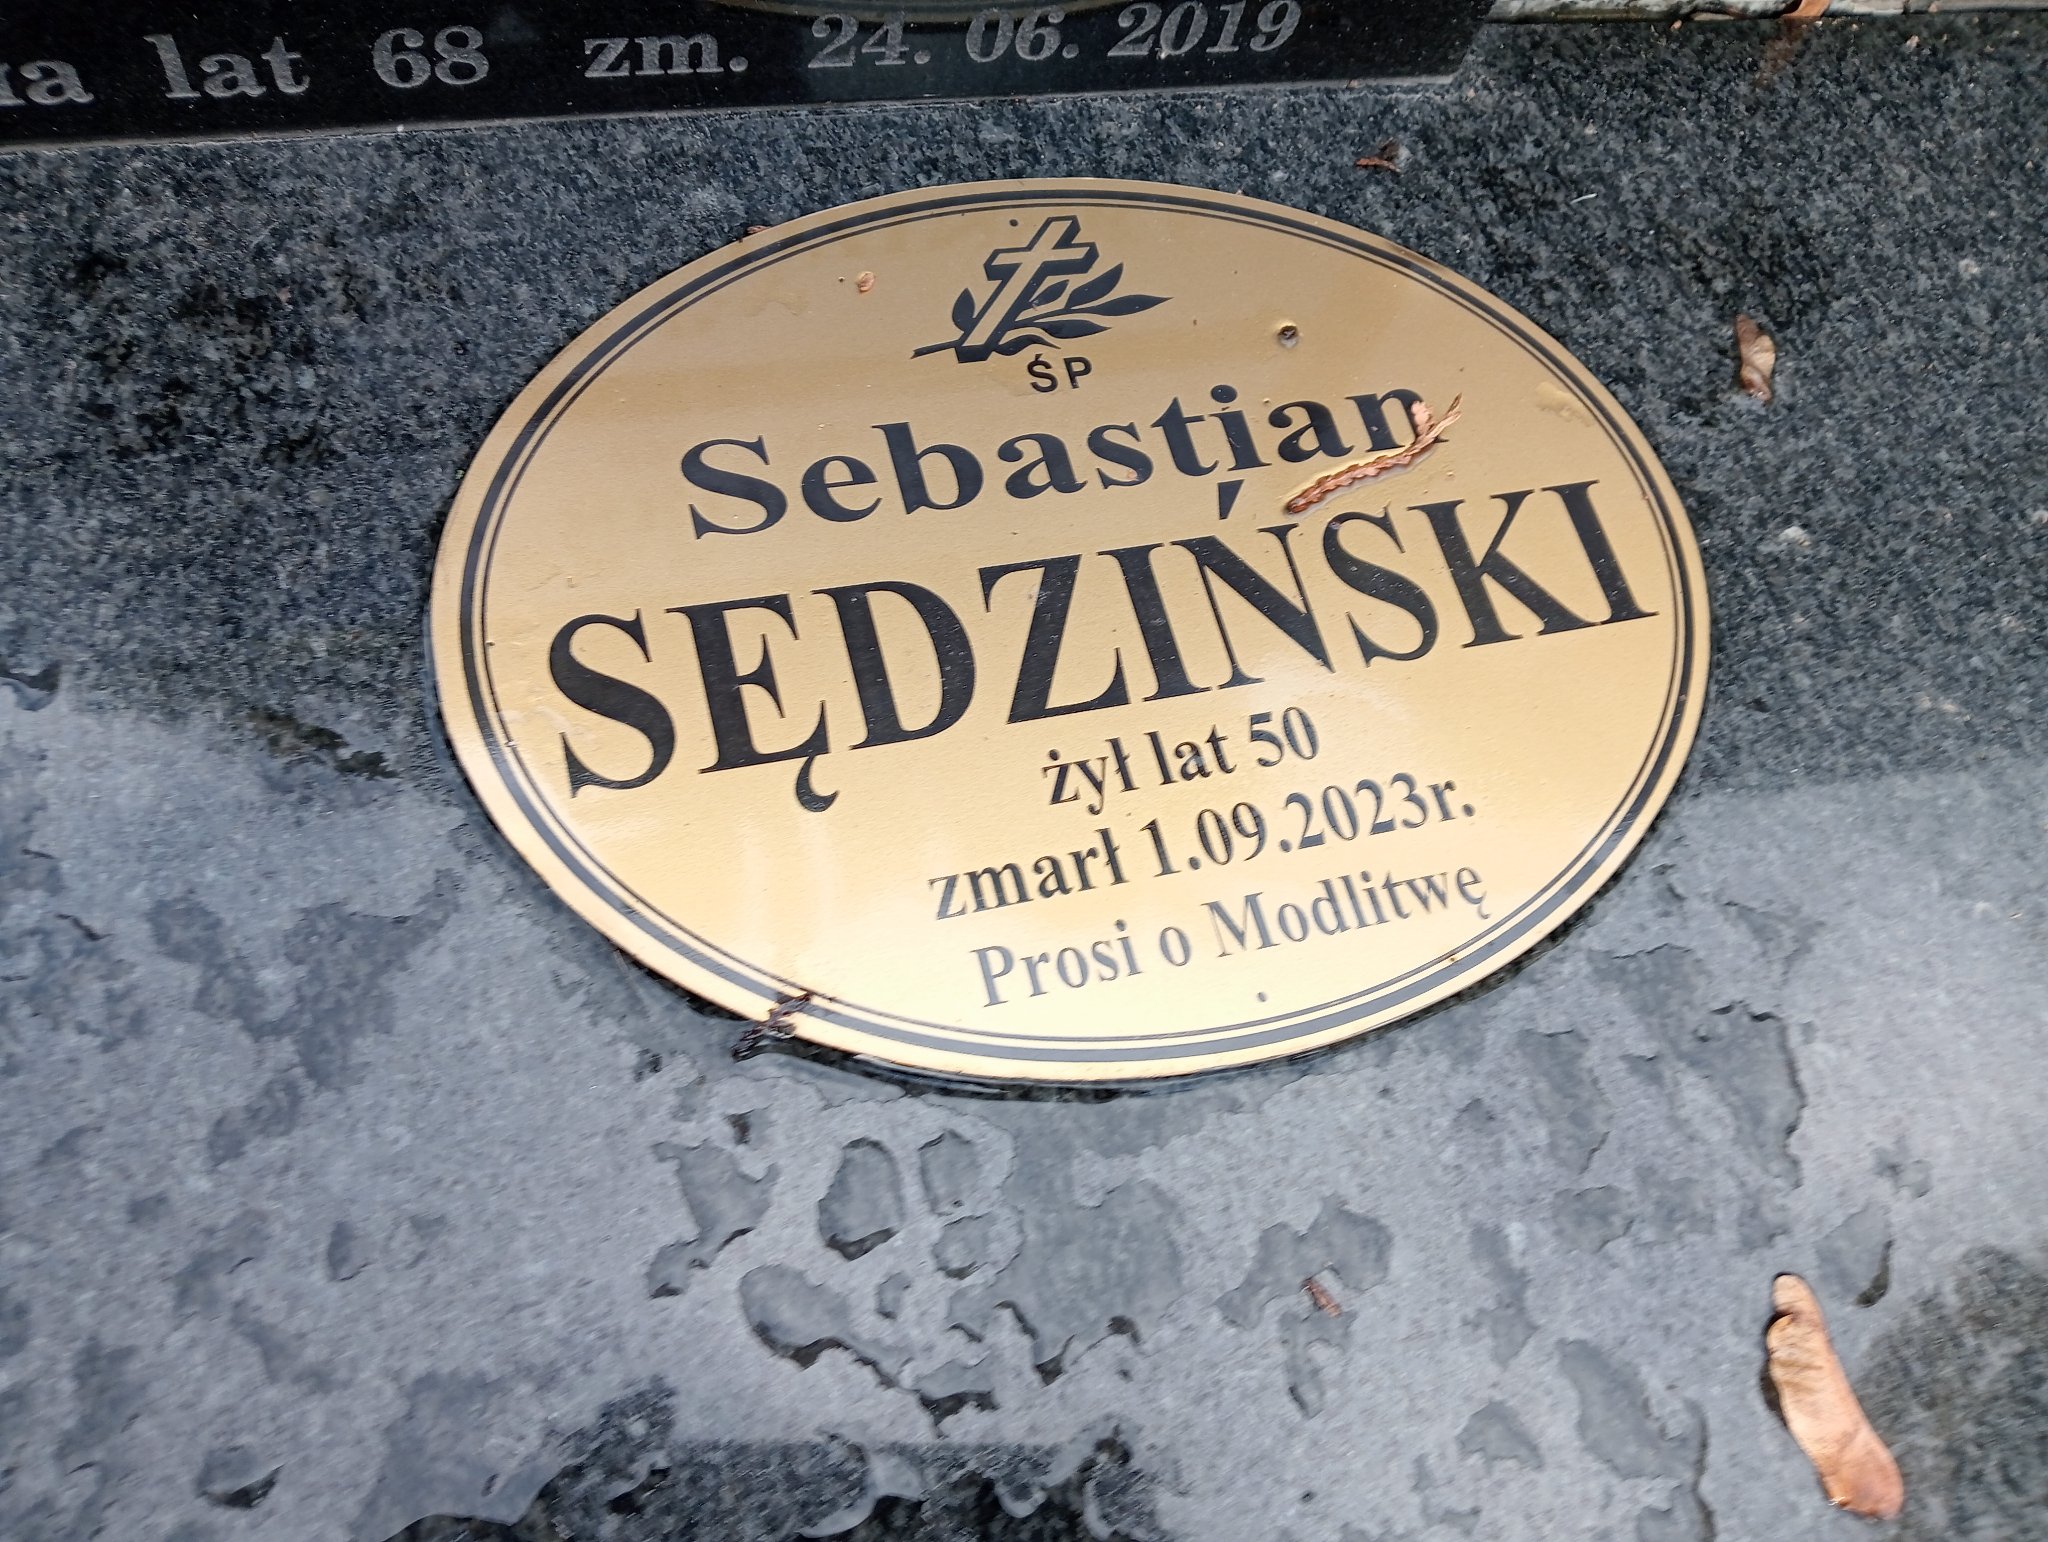 lat 68 zm. 24. 06. 2019
ŚP
Sebastian
SĘDZIŃSKI
żył lat 50
zmarł 1.09.2023r.
Prosi o Modlitwę